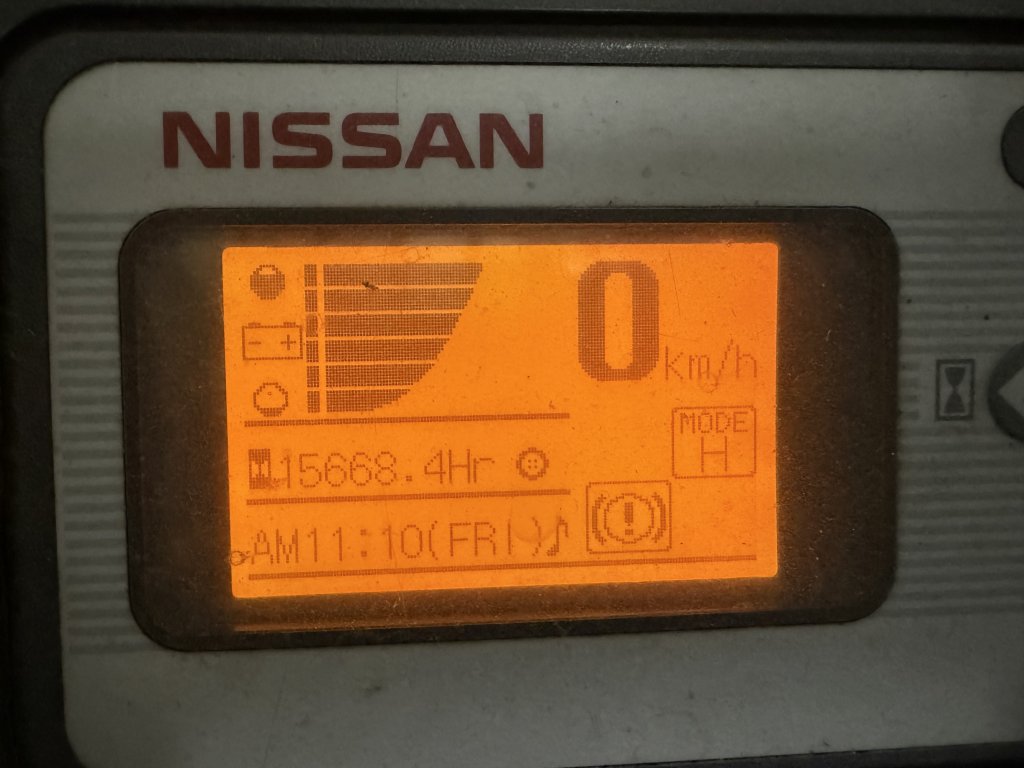 NISSAN
0 km/h
MODE
H
15668.4Hr
AM11:10(FRI)